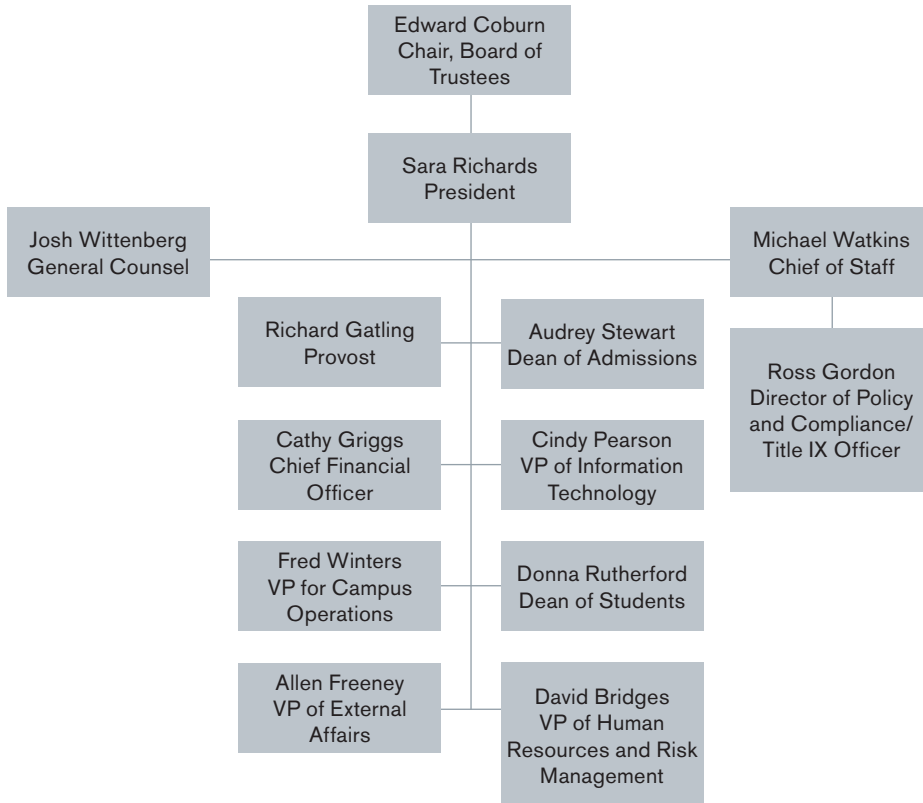 Edward Coburn
Chair, Board of
Trustees
Sara Richards
President
Josh Wittenberg
General Counsel
Michael Watkins
Chief of Staff
Richard Gatling
Provost
Audrey Stewart
Dean of Admissions
Ross Gordon
Director of Policy
and Compliance/
Title IX Officer
Cathy Griggs
Chief Financial
Officer
Cindy Pearson
VP of Information
Technology
Fred Winters
VP for Campus
Operations
Donna Rutherford
Dean of Students
Allen Freeney
VP of External
Affairs
David Bridges
VP of Human
Resources and Risk
Management